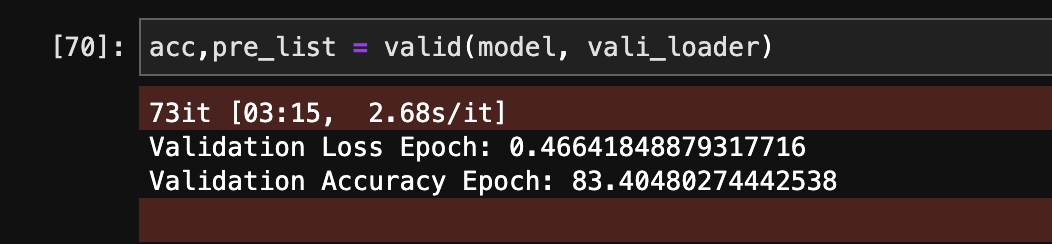 [70]: acc,pre_list = valid(model, vali_loader)
73it [03:15,  2.68s/it]
Validation Loss Epoch: 0.46641848879317716
Validation Accuracy Epoch: 83.40480274442538